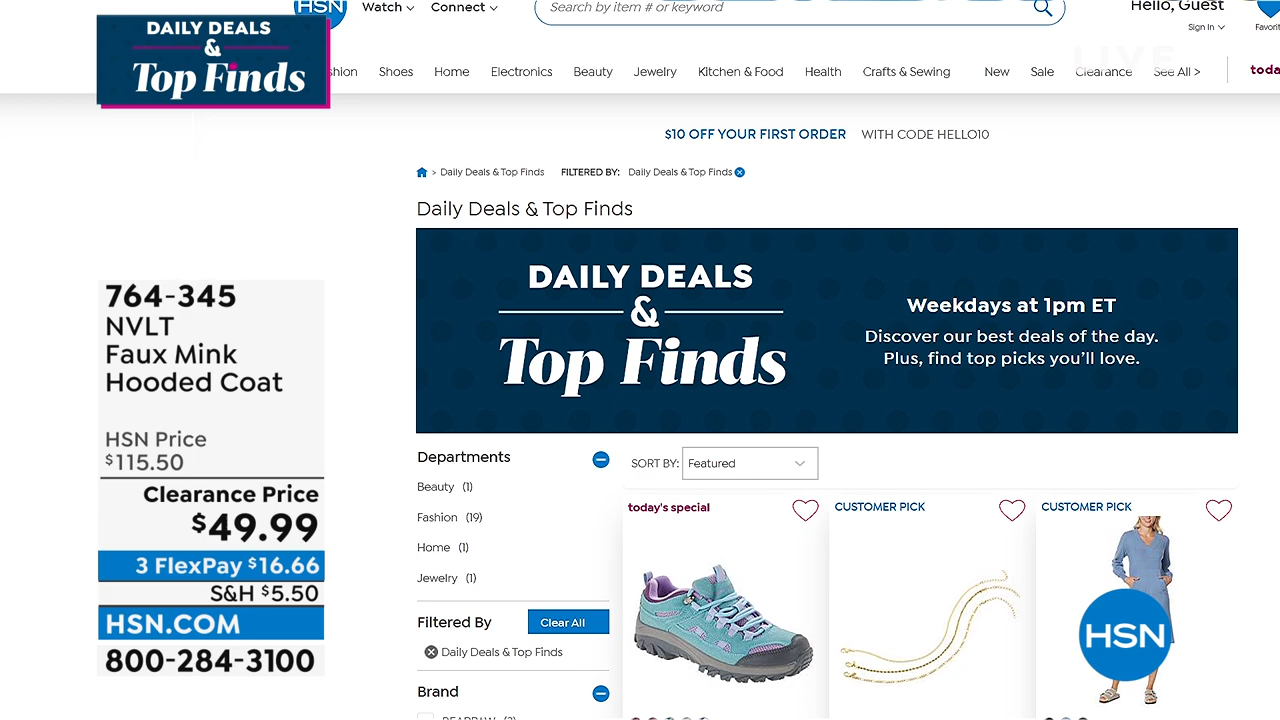 HSN
Watch
Connect
Search by item # or keyword
Hello, Guest
Sign In
DAILY DEALS
&
Top Finds
Shoes
Home
Electronics
Beauty
Jewelry
Kitchen & Food
Health
Crafts & Sewing
New
Sale
Clearance
See All >
LIVE
$10 OFF YOUR FIRST ORDER WITH CODE HELLO10
> Daily Deals & Top Finds FILTERED BY: Daily Deals & Top Finds
Daily Deals & Top Finds
DAILY DEALS
&
Top Finds
Weekdays at 1pm ET
Discover our best deals of the day.
Plus, find top picks you'll love.
764-345
NVLT
Faux Mink
Hooded Coat
HSN Price
$115.50
Clearance Price
$49.99
3 FlexPay $16.66
S&H $5.50
HSN.COM
800-284-3100
Departments
Beauty (1)
Fashion (19)
Home (1)
Jewelry (1)
Filtered By
Clear All
Daily Deals & Top Finds
Brand
SORT BY: Featured
today's special
CUSTOMER PICK
CUSTOMER PICK
HSN